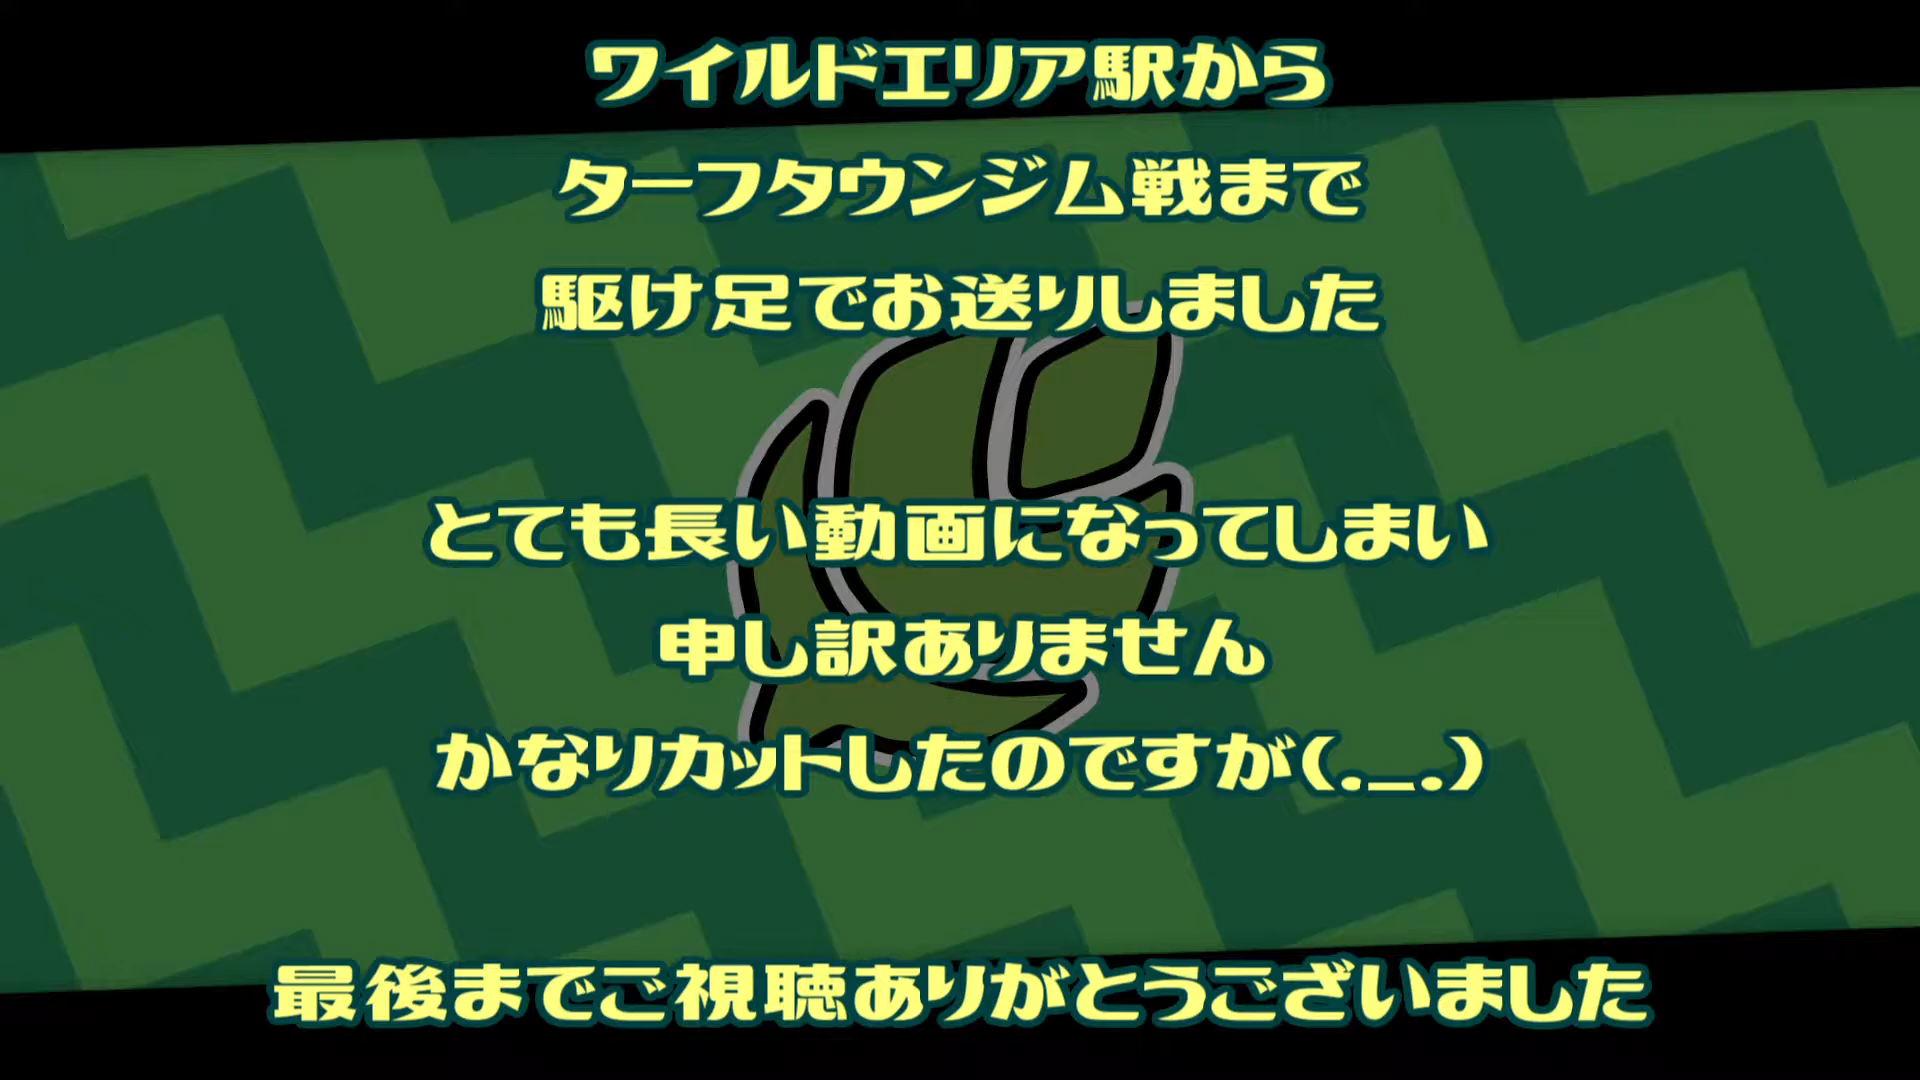 ワイルドエリア駅から
ターフタウンジム戦まで
駆け足でお送りしました
とても長い動画になってしまい
申し訳ありません
かなりカットしたのですが(._.)
最後までご視聴ありがとうございました